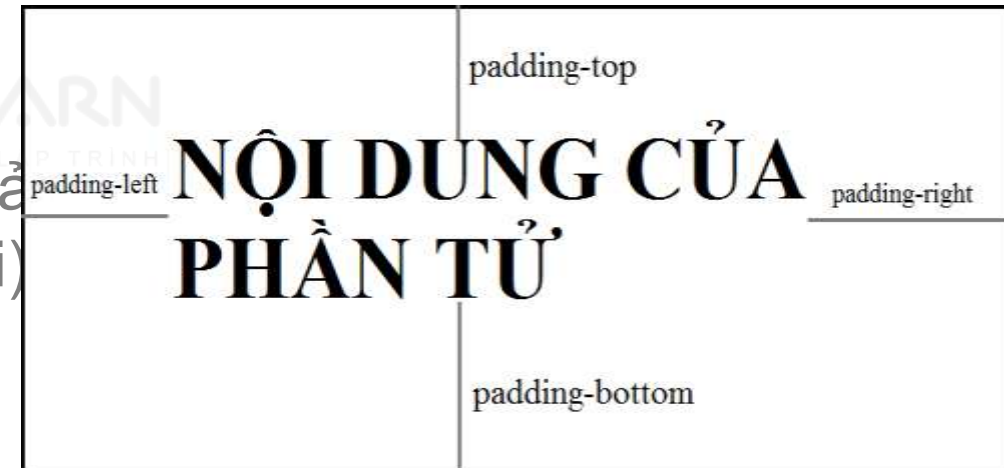 padding-top
NỘI DUNG CỦA
padding-left
padding-right
PHẦN TỬ
padding-bottom